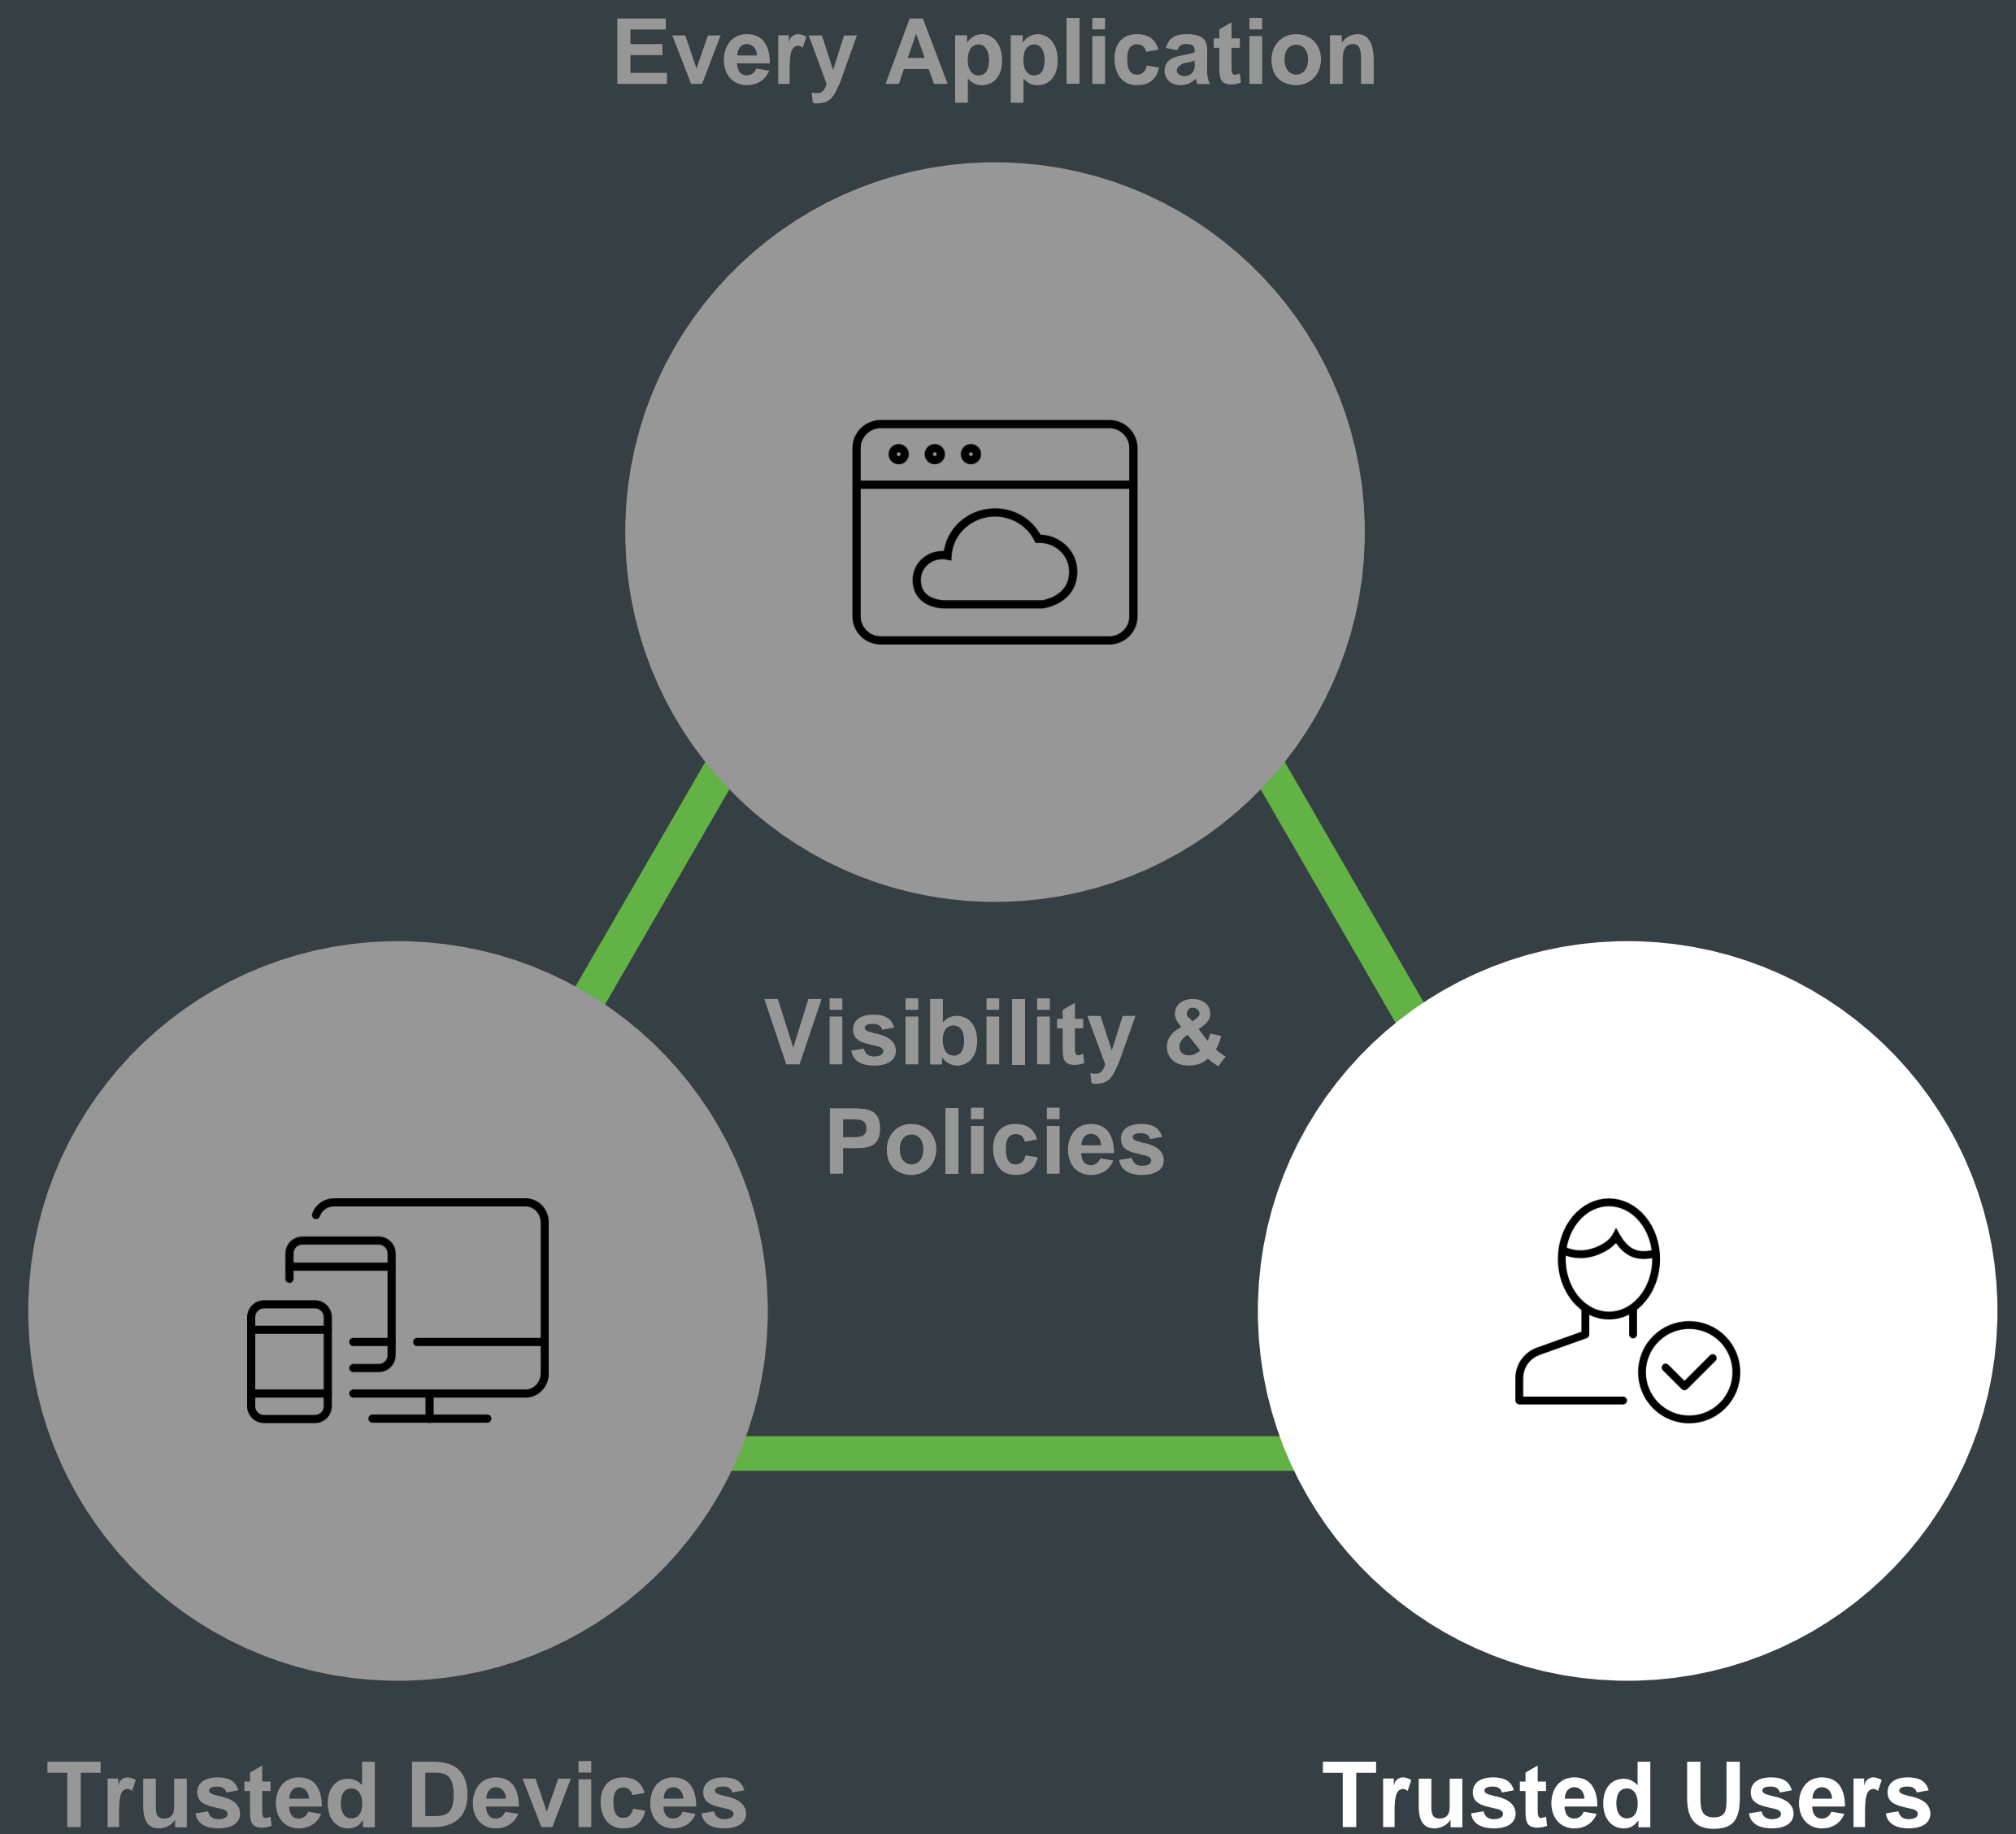 Every Application
Visibility &
Policies
Trusted Devices
Trusted Users